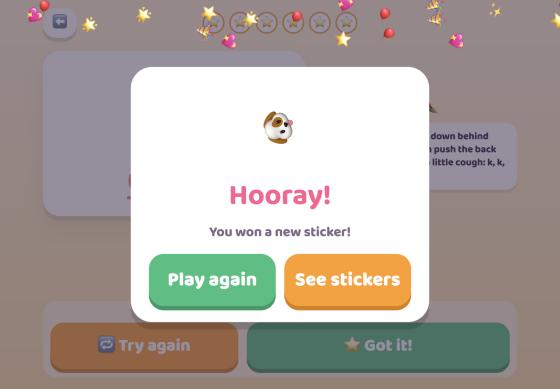 down behind
push the back
little cough: k, k,
Hooray!
You won a new sticker!
Play again
See stickers
Try again
Got it!